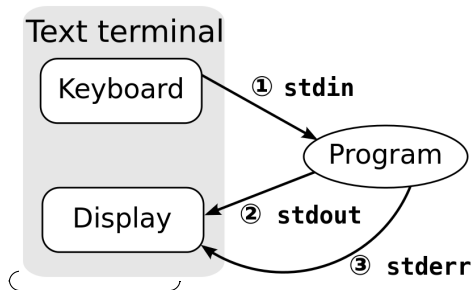 Text terminal
Keyboard
① stdin
Program
Display
② stdout
③ stderr